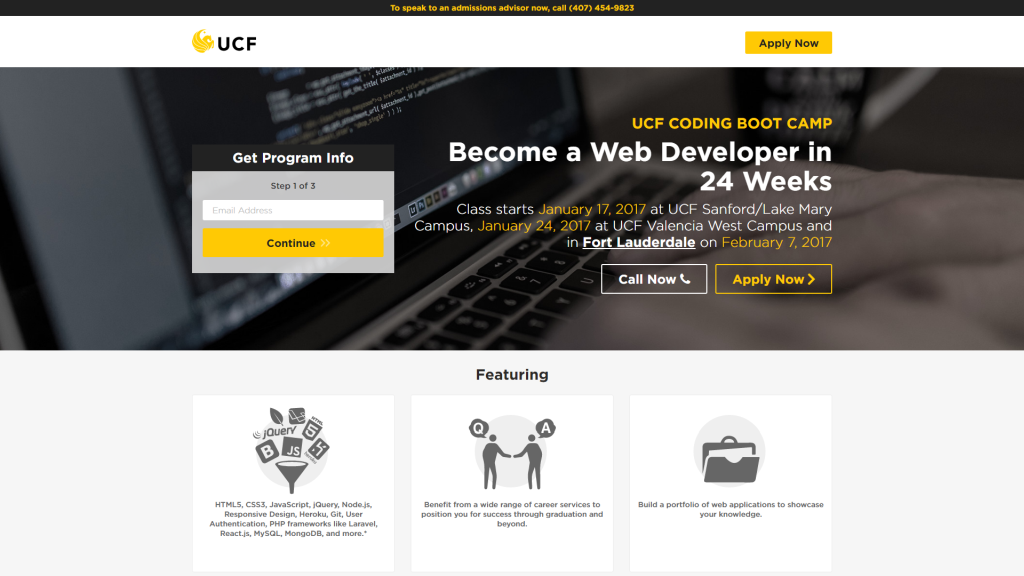 To speak to an admissions advisor now, call (407) 454-9823
UCF
Apply Now
UCF CODING BOOT CAMP
Become a Web Developer in
24 Weeks
Class starts January 17, 2017 at UCF Sanford/Lake Mary
Campus, January 24, 2017 at UCF Valencia West Campus and
in Fort Lauderdale on February 7, 2017
Call Now
Apply Now
Get Program Info
Step 1 of 3
Email Address
Continue
Featuring
jQuery
HTML
5
B
JS
HTML5, CSS3, JavaScript, jQuery, Node.js,
Responsive Design, Heroku, Git, User
Authentication, PHP frameworks like Laravel,
React.js, MySQL, MongoDB, and more.*
Q
A
Benefit from a wide range of career services to
position you for success through graduation and
beyond.
Build a portfolio of web applications to showcase
your knowledge.